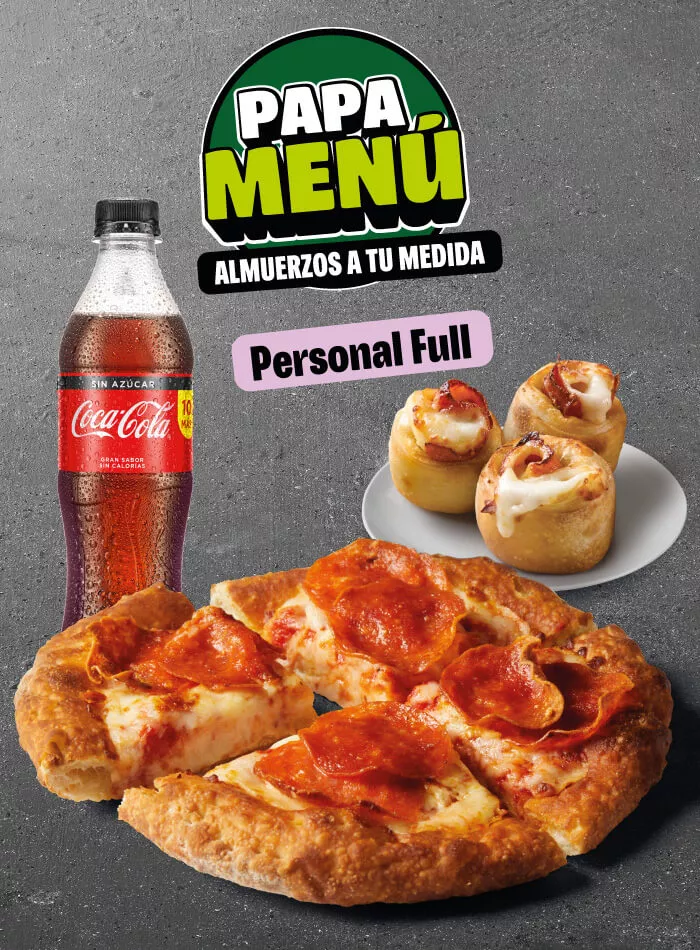 PAPA
MENÚ
ALMUERZOS A TU MEDIDA
Personal Full
SIN AZÚCAR
Coca-Cola
GRAN SABOR
SIN CALORÍAS